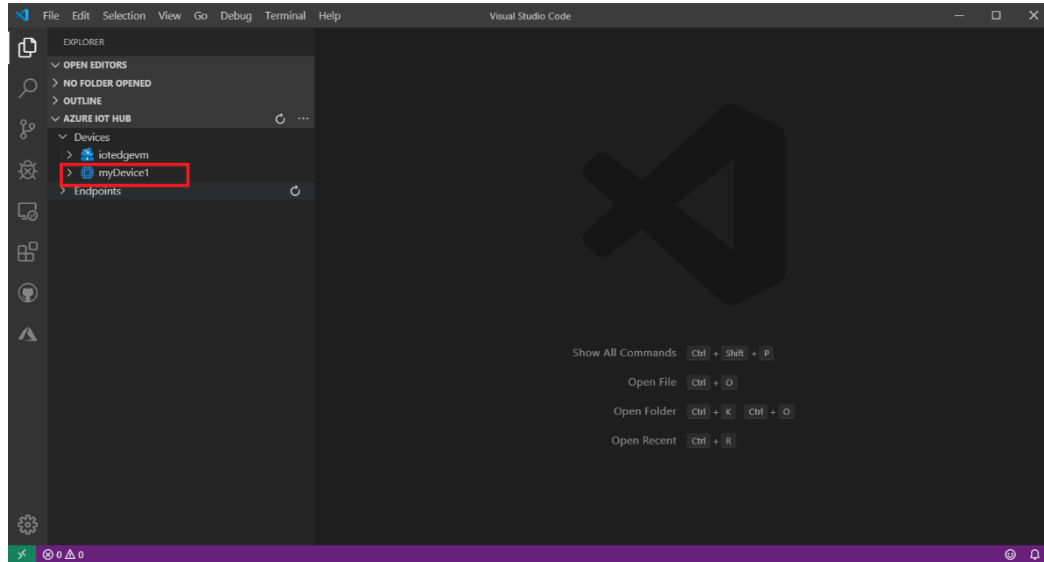 File Edit Selection View Go Debug Terminal Help Visual Studio Code
EXPLORER
OPEN EDITORS
NO FOLDER OPENED
OUTLINE
AZURE IOT HUB
Devices
iotedgevm
myDevice1
Endpoints
Show All Commands Ctrl + Shift + P
Open File Ctrl + O
Open Folder Ctrl + K Ctrl + O
Open Recent Ctrl + R
0 0